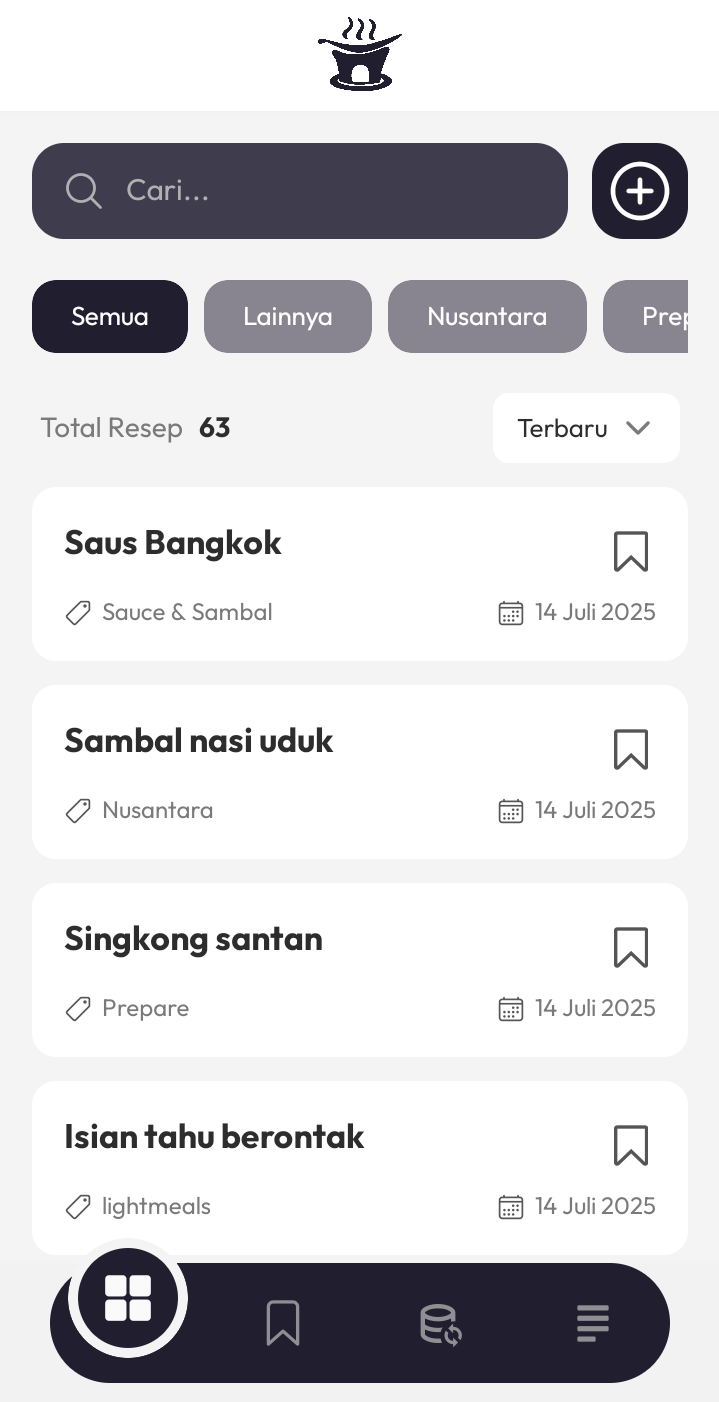 Cari...
Semua Lainnya Nusantara Prep
Total Resep 63 Terbaru
Saus Bangkok
Sauce & Sambal 14 Juli 2025
Sambal nasi uduk
Nusantara 14 Juli 2025
Singkong santan
Prepare 14 Juli 2025
Isian tahu berontak
lightmeals 14 Juli 2025